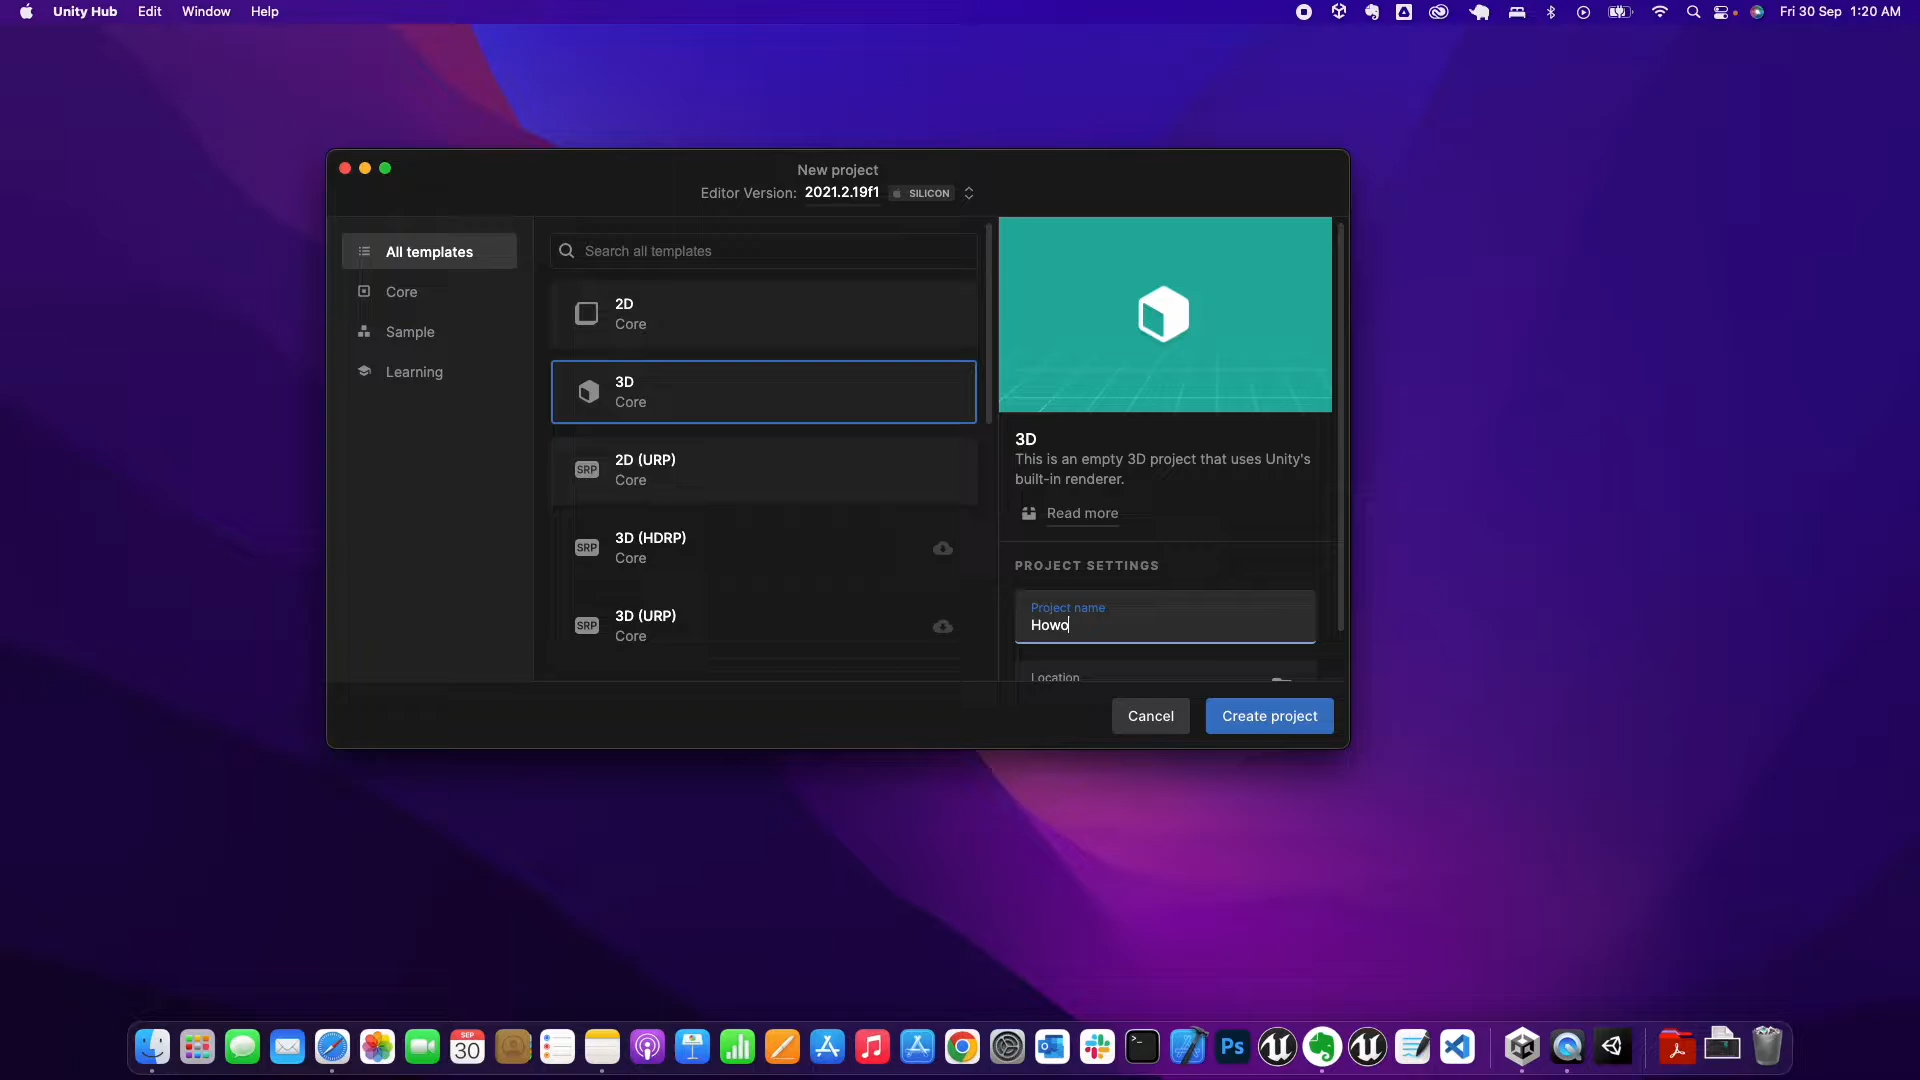 Unity Hub Edit Window Help
Fri 30 Sep 1:20 AM
New project
Editor Version: 2021.2.19f1 SILICON
All templates
Core
Sample
Learning
Search all templates
2D
Core
3D
Core
SRP
2D (URP)
Core
SRP
3D (HDRP)
Core
SRP
3D (URP)
Core
3D
This is an empty 3D project that uses Unity's
built-in renderer.
Read more
PROJECT SETTINGS
Project name
Howo
Location
Cancel Create project
SEP
30
Ps